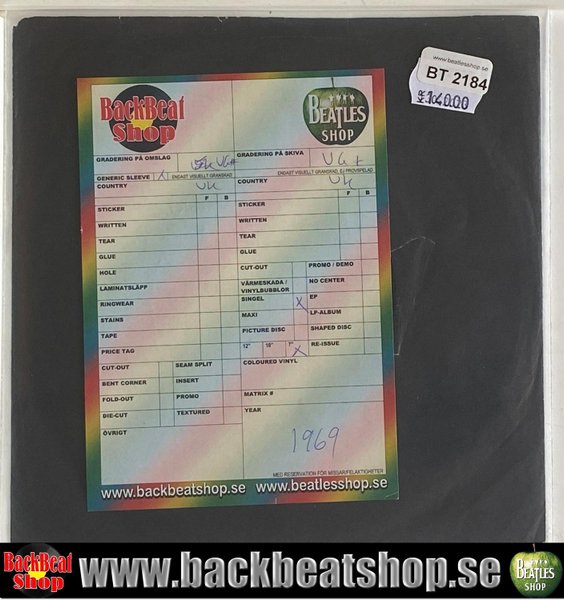 www.beatlesshop.se
BT 2184
140.00
BackBeat
Shop
BEATLES
SHOP
GRADERING PÅ OMSLAG VG+
GENERIC SLEEVE X ENDAST VISUELLT GRANSKAD
COUNTRY UK
F B
STICKER
WRITTEN
TEAR
GLUE
HOLE
LAMINATSLÄPP
RINGWEAR
STAINS
TAPE
PRICE TAG
CUT-OUT SEAM SPLIT
BENT CORNER INSERT
FOLD-OUT PROMO
DIE-CUT TEXTURED
ÖVRIGT
GRADERING PÅ SKIVA VG+
ENDAST VISUELLT GRANSKAD, EJ PROVSPELAD
COUNTRY UK
F B
STICKER
WRITTEN
TEAR
GLUE
CUT-OUT PROMO / DEMO
VÄRMESKADA / NO CENTER
VINYLBUBBLOR
SINGEL X EP
MAXI LP-ALBUM
PICTURE DISC SHAPED DISC
12" 10" 7" X RE-ISSUE
COLOURED VINYL
MATRIX #
YEAR
1969
MED RESERVATION FÖR MISSAR/FELAKTIGHETER
www.backbeatshop.se www.beatlesshop.se
BackBeat
Shop
www.backbeatshop.se
BEATLES
SHOP